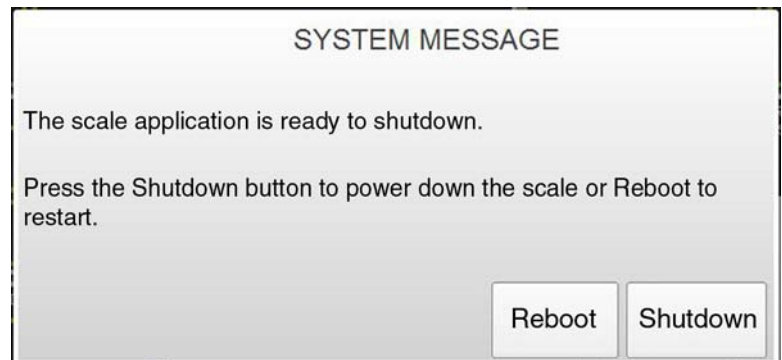 SYSTEM MESSAGE
The scale application is ready to shutdown.
Press the Shutdown button to power down the scale or Reboot to
restart.
Reboot Shutdown